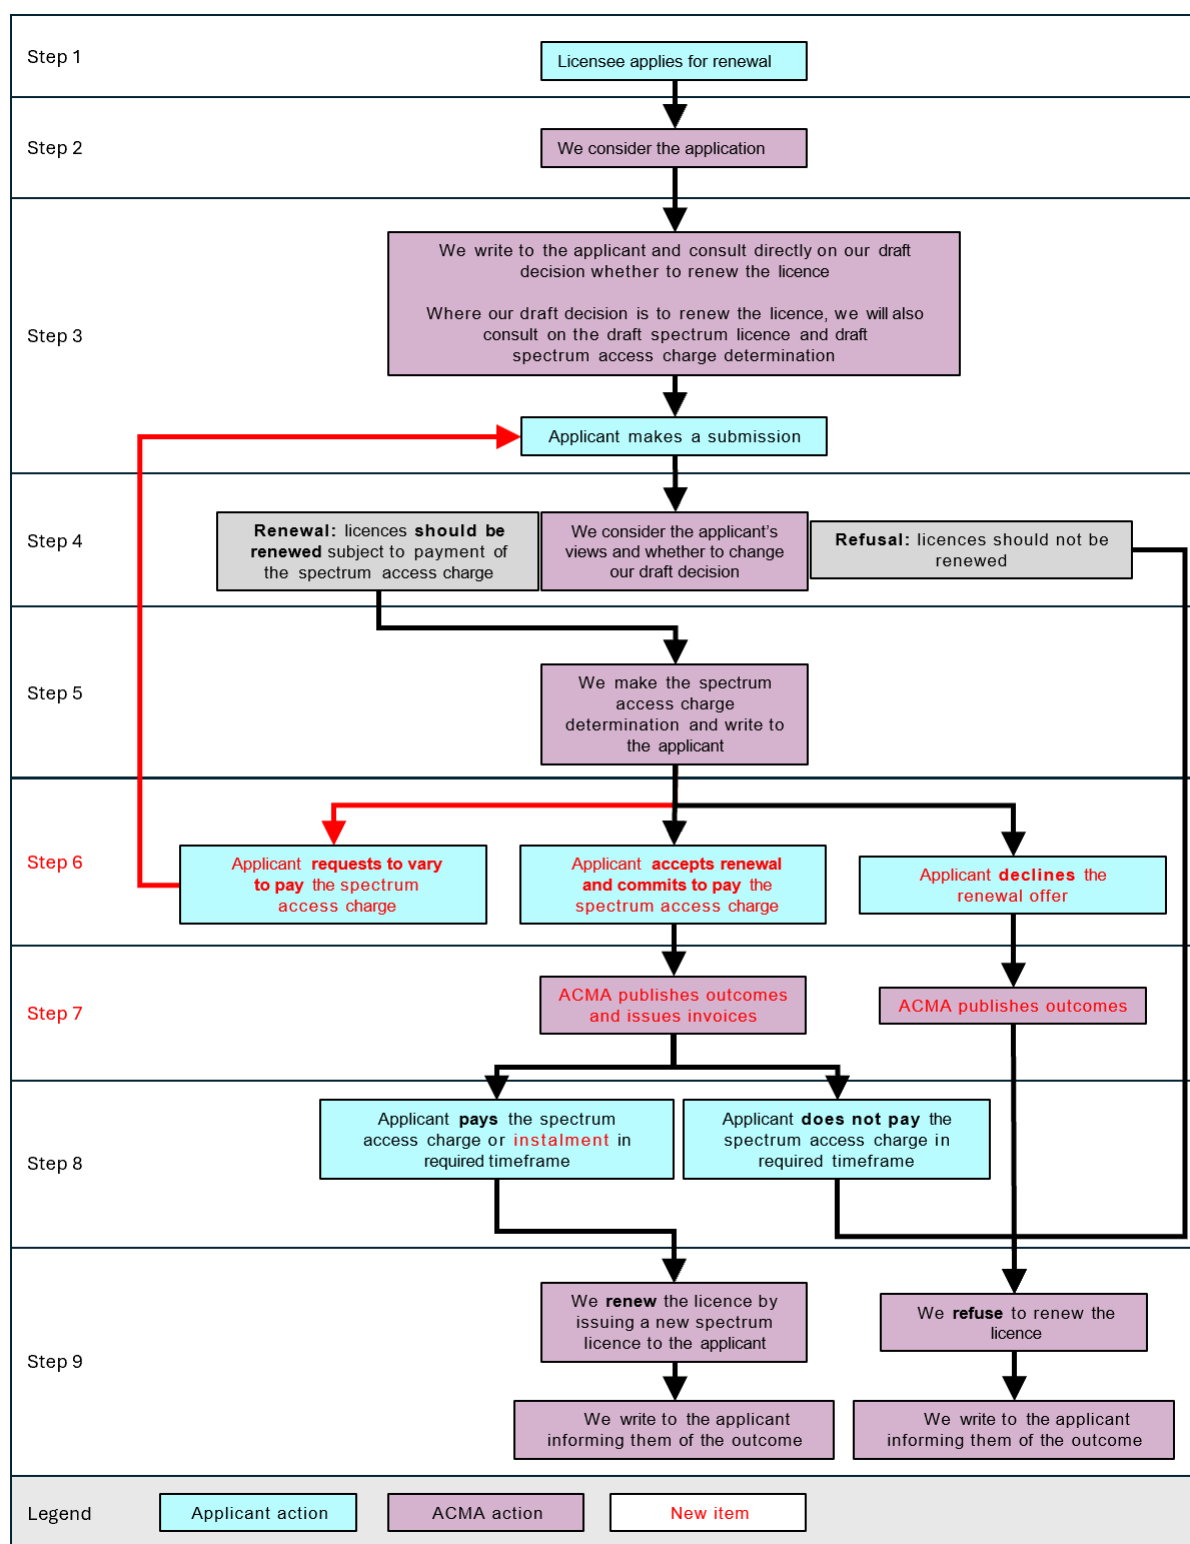 Step 1
Licensee applies for renewal
Step 2
We consider the application
Step 3
We write to the applicant and consult directly on our draft
decision whether to renew the licence
Where our draft decision is to renew the licence, we will also
consult on the draft spectrum licence and draft
spectrum access charge determination
Applicant makes a submission
Step 4
Renewal: licences should be
renewed subject to payment of
the spectrum access charge
We consider the applicant's
views and whether to change
our draft decision
Refusal: licences should not be
renewed
Step 5
We make the spectrum
access charge
determination and write to
the applicant
Step 6
Applicant requests to vary
to pay the spectrum
access charge
Applicant accepts renewal
and commits to pay the
spectrum access charge
Applicant declines the
renewal offer
Step 7
ACMA publishes outcomes
and issues invoices
ACMA publishes outcomes
Step 8
Applicant pays the spectrum
access charge or instalment in
required timeframe
Applicant does not pay the
spectrum access charge in
required timeframe
Step 9
We renew the licence by
issuing a new spectrum
licence to the applicant
We refuse to renew the
licence
We write to the applicant
informing them of the outcome
We write to the applicant
informing them of the outcome
Legend
Applicant action
ACMA action
New item